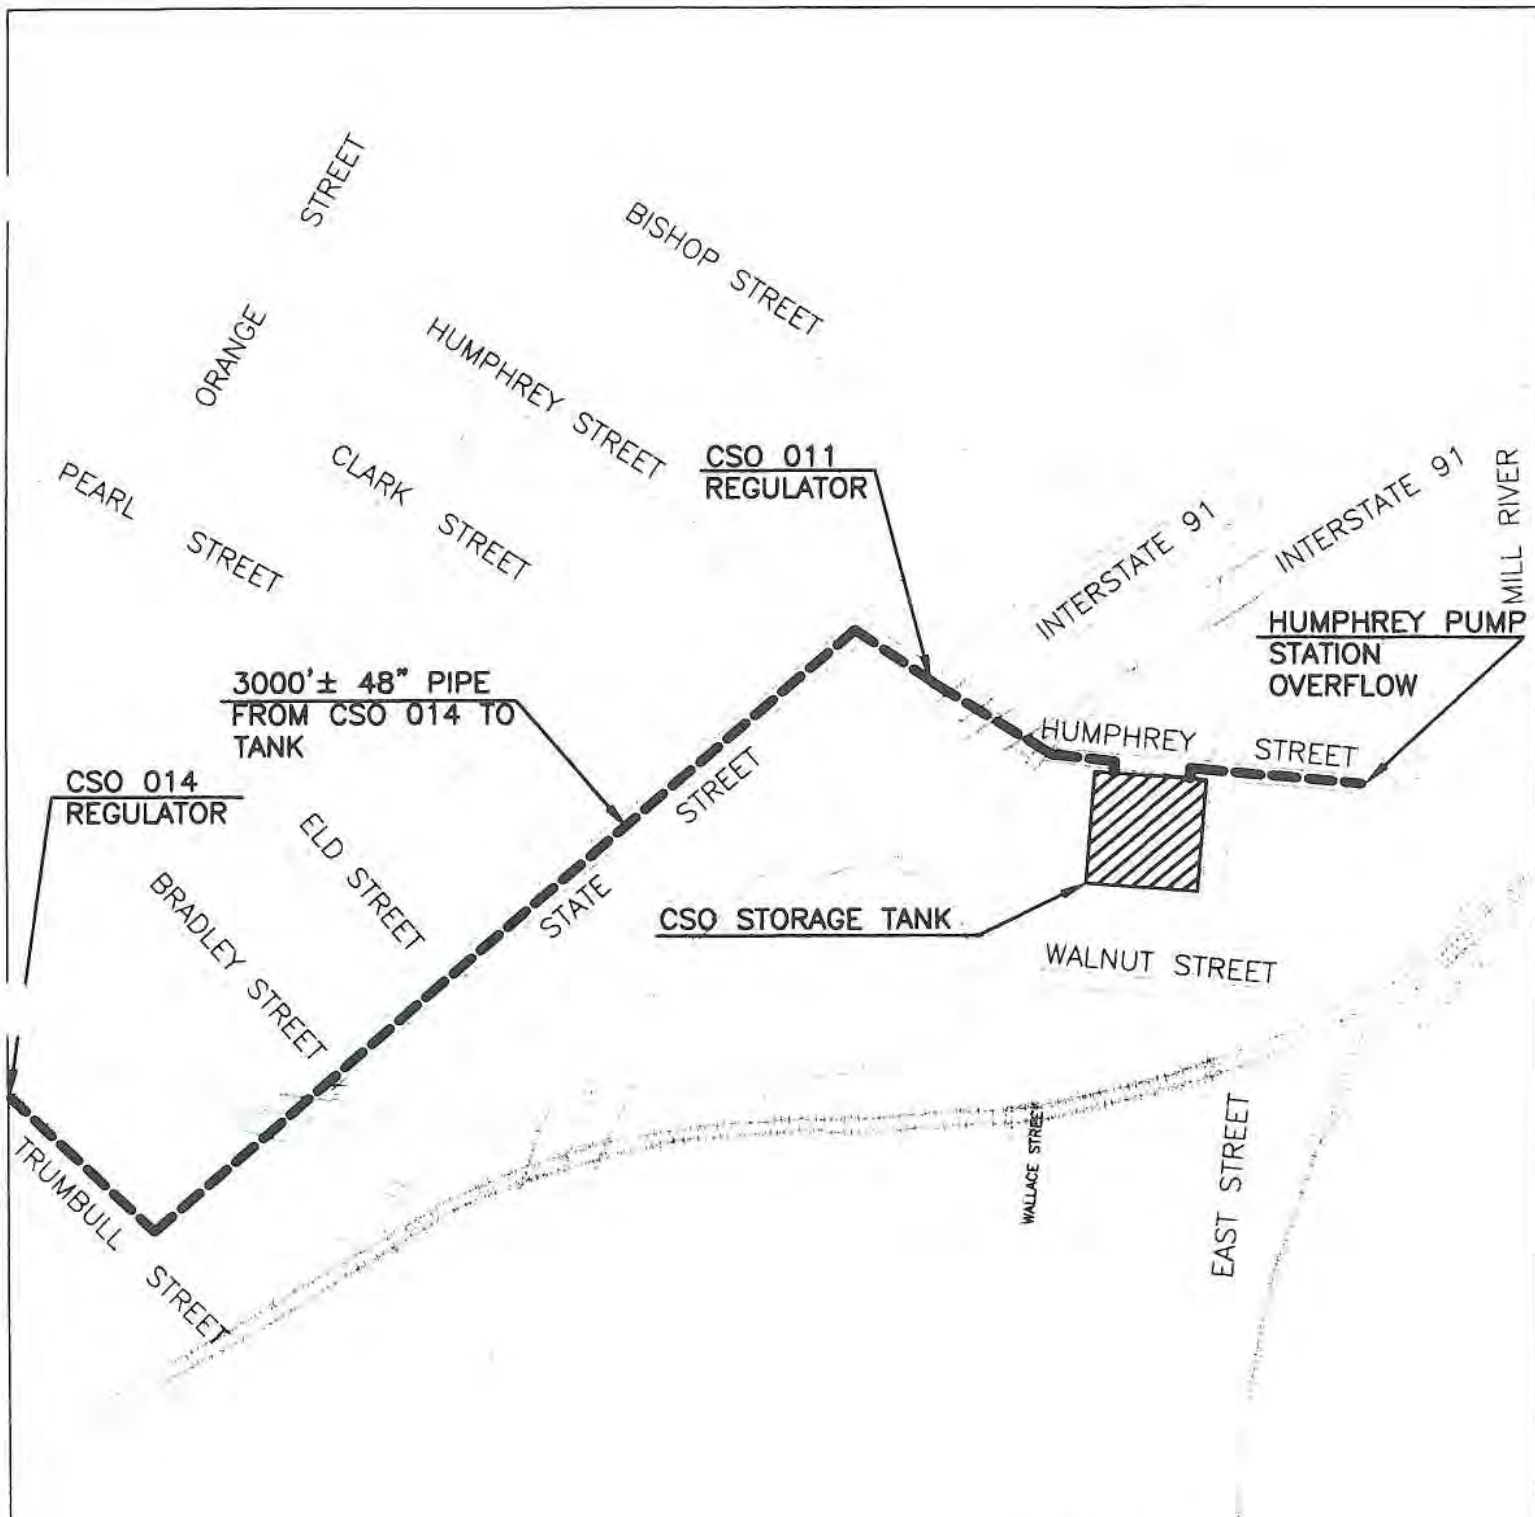 ORANGE STREET
BISHOP STREET
HUMPHREY STREET
CLARK STREET
PEARL STREET
CSO 011
REGULATOR
INTERSTATE 91
INTERSTATE 91
MILL RIVER
HUMPHREY PUMP
STATION
OVERFLOW
3000'± 48" PIPE
FROM CSO 014 TO
TANK
HUMPHREY STREET
CSO 014
REGULATOR
STATE STREET
ELD STREET
BRADLEY STREET
CSO STORAGE TANK
WALNUT STREET
TRUMBULL STREET
WALLACE STREET
EAST STREET